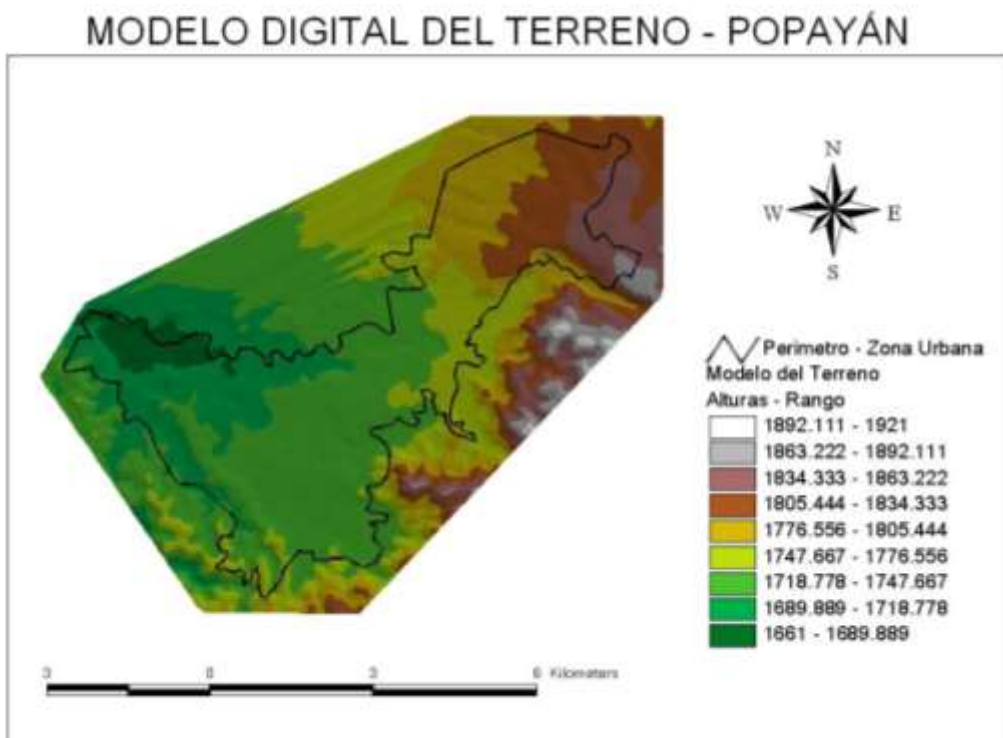 MODELO DIGITAL DEL TERRENO - POPAYÁN
N
W E
S
Perimetro - Zona Urbana
Modelo del Terreno
Alturas - Rango
1892.111 - 1921
1863.222 - 1892.111
1834.333 - 1863.222
1805.444 - 1834.333
1776.556 - 1805.444
1747.667 - 1776.556
1718.778 - 1747.667
1689.889 - 1718.778
1661 - 1689.889
3 0 3 6 Kilometers